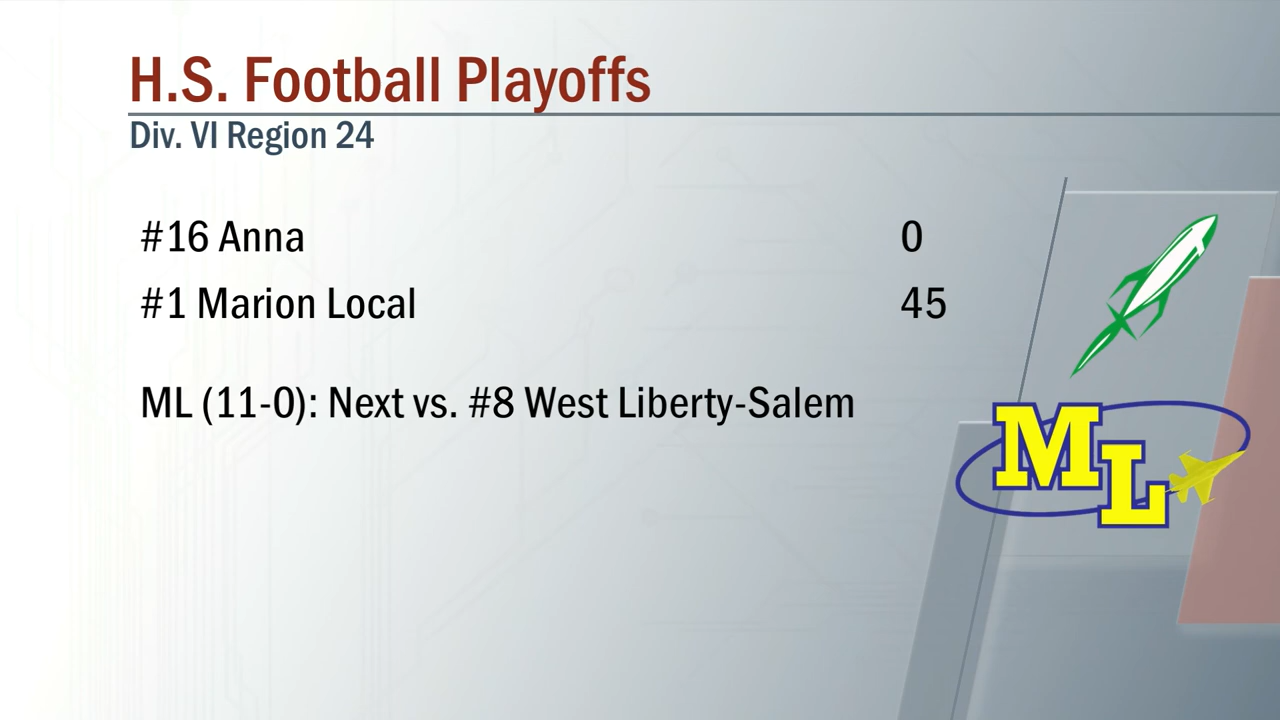 H.S. Football Playoffs
Div. VI Region 24
#16 Anna 0
#1 Marion Local 45
ML (11-0): Next vs. #8 West Liberty-Salem
ML